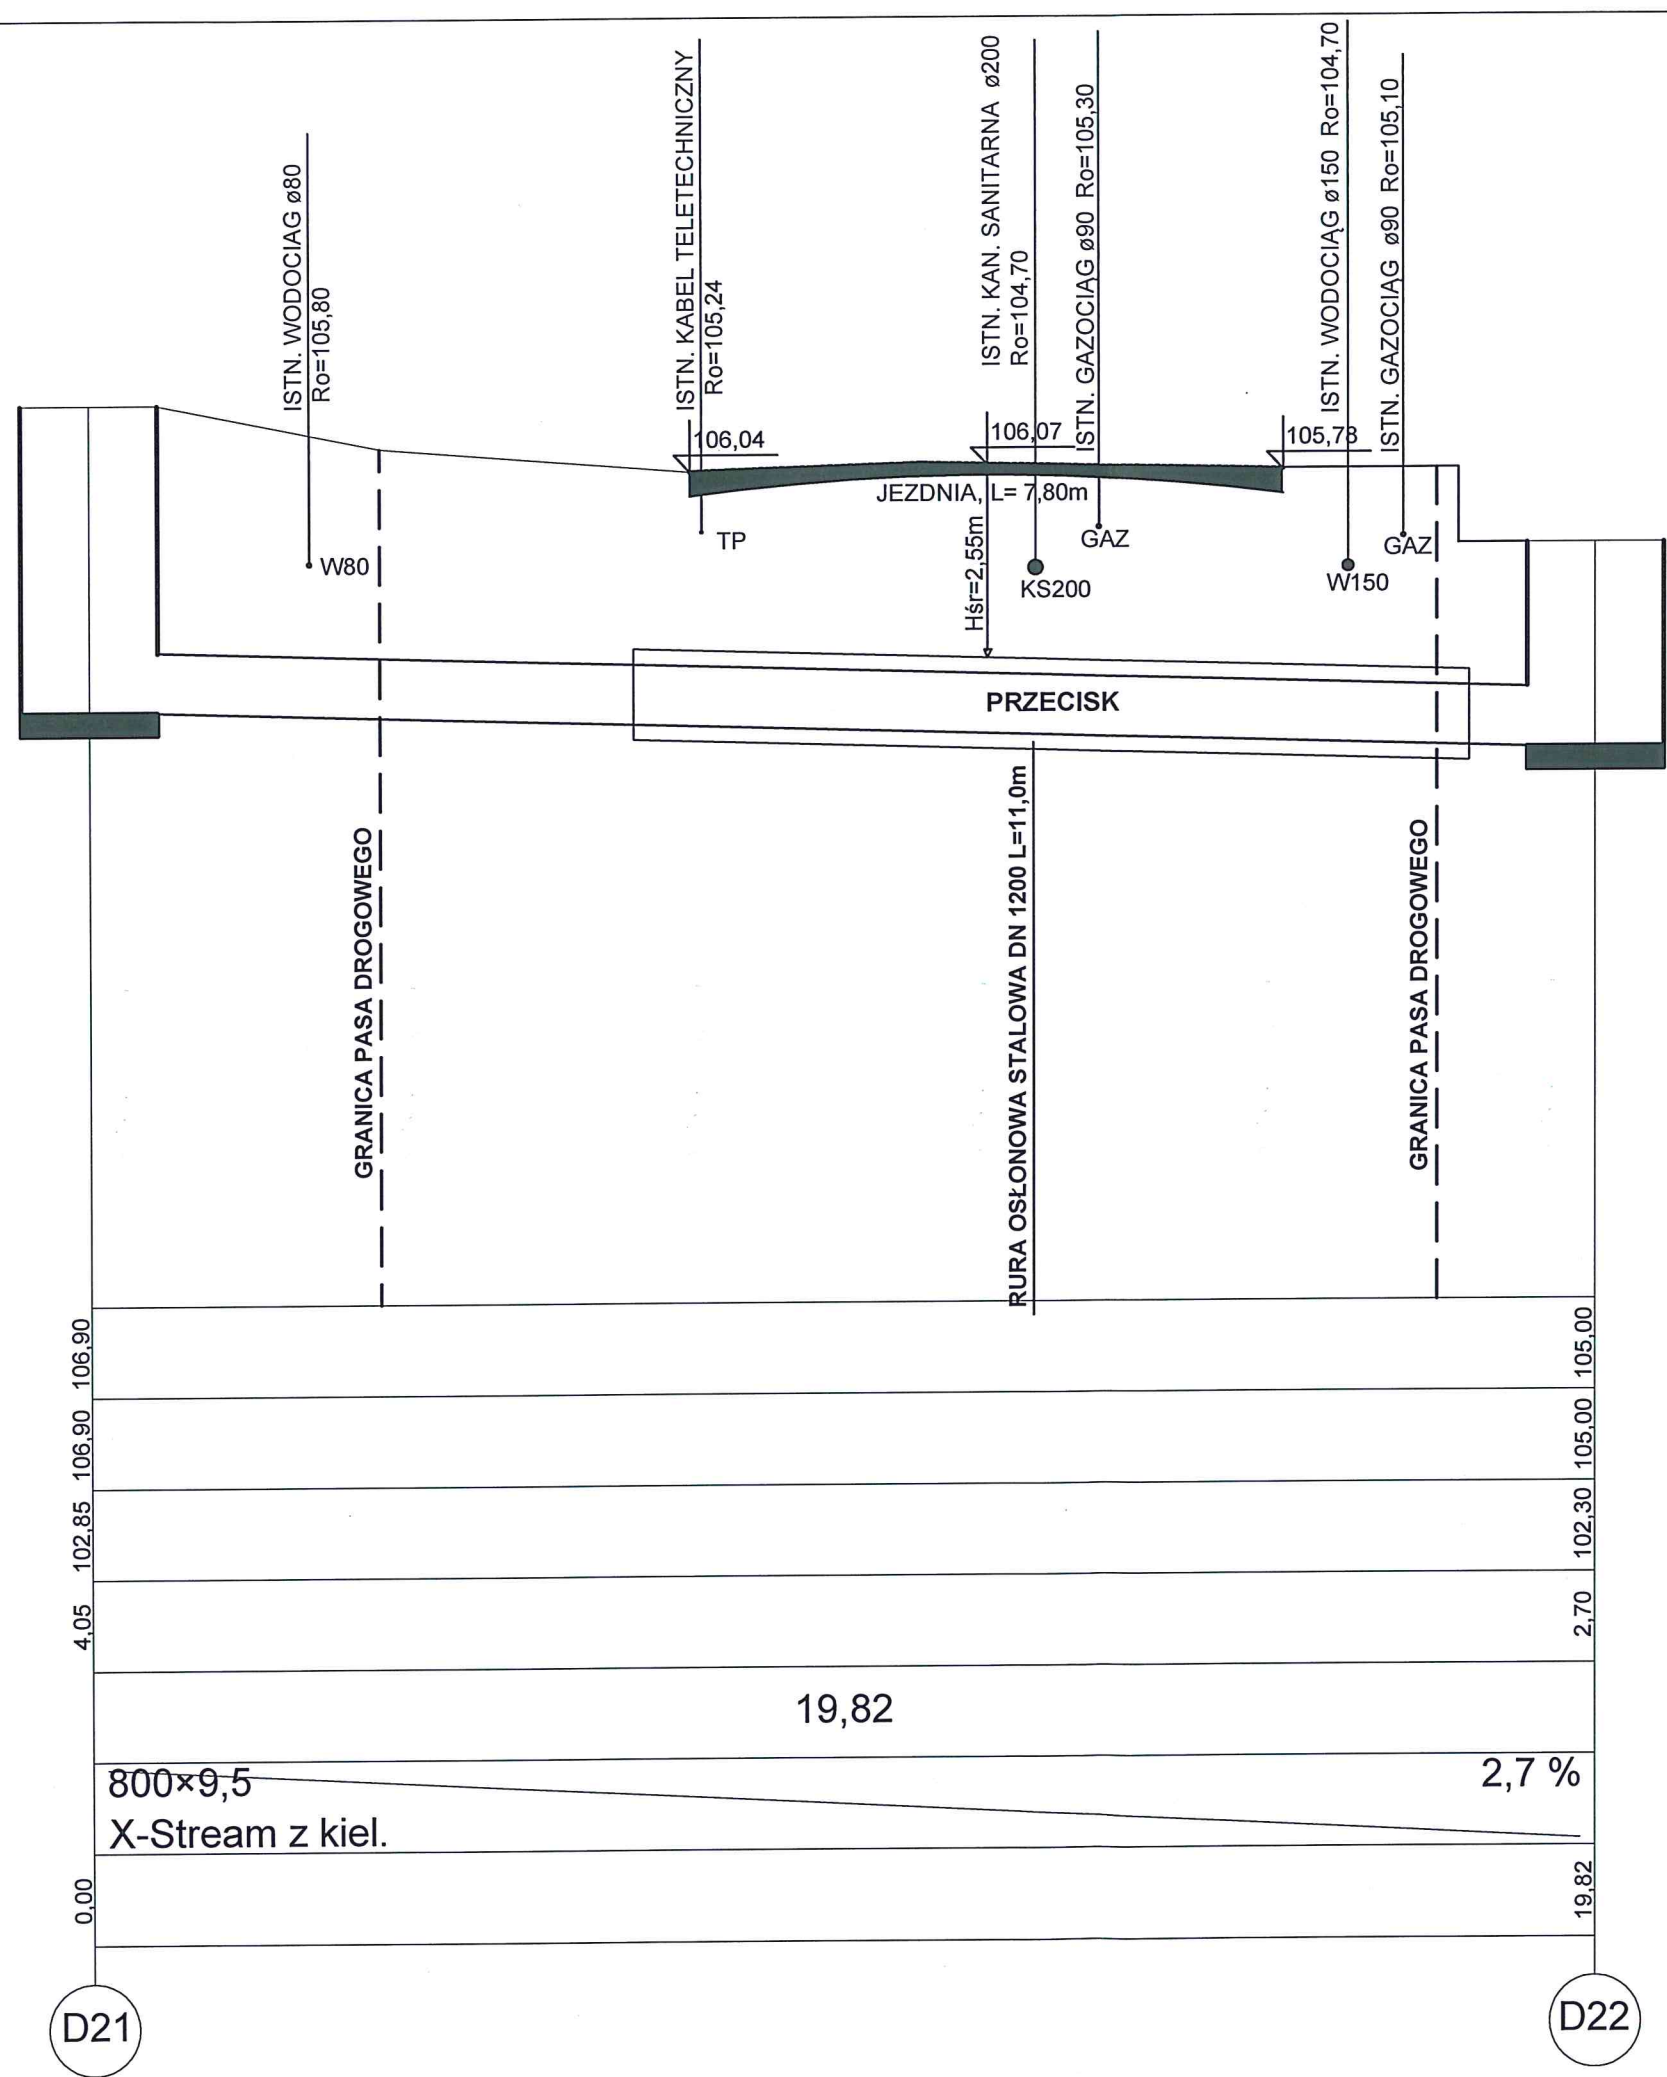 ISTN. WODOCIAG ø80
Ro=105,80
ISTN. KABEL TELETECHNICZNY
Ro=105,24
ISTN. KAN. SANITARNA ø200
Ro=104,70
ISTN. GAZOCIĄG ø90 Ro=105,30
ISTN. WODOCIĄG ø150 Ro=104,70
ISTN. GAZOCIĄG ø90 Ro=105,10
106,04
106,07
105,78
JEZDNIA, L= 7,80m
TP
GAZ
GAZ
W80
KS200
W150
Hśr=2,55m
PRZECISK
GRANICA PASA DROGOWEGO
RURA OSŁONOWA STALOWA DN 1200 L=11,0m
GRANICA PASA DROGOWEGO
106,90
105,00
106,90
105,00
102,85
102,30
4,05
2,70
19,82
800×9,5
2,7 %
X-Stream z kiel.
0,00
19,82
D21
D22